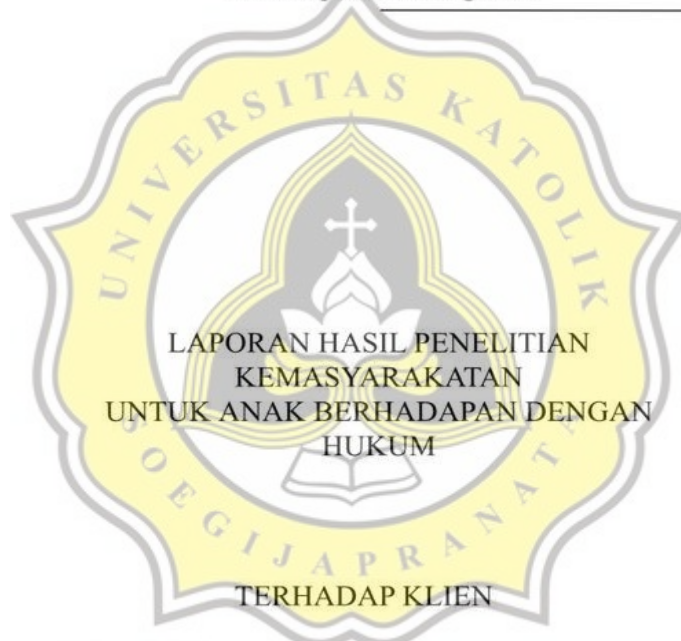 UNIVERSITAS KATOLIK
LAPORAN HASIL PENELITIAN
KEMASYARAKATAN
UNTUK ANAK BERHADAPAN DENGAN
HUKUM
SOEGIJAPRANATA
TERHADAP KLIEN